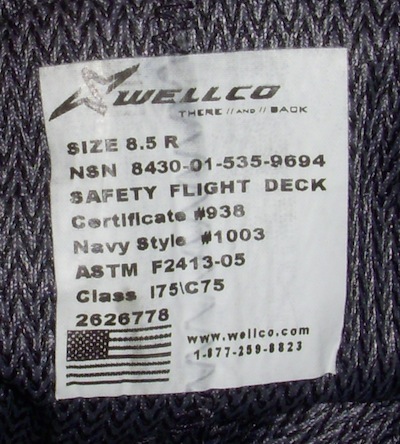 WELLCO
THERE // AND // BACK
SIZE 8.5 R
NSN 8430-01-535-9694
SAFETY FLIGHT DECK
Certificate #938
Navy Style #1003
ASTM F2413-05
Class I75\C75
2626778
www.wellco.com
1-877-259-8823